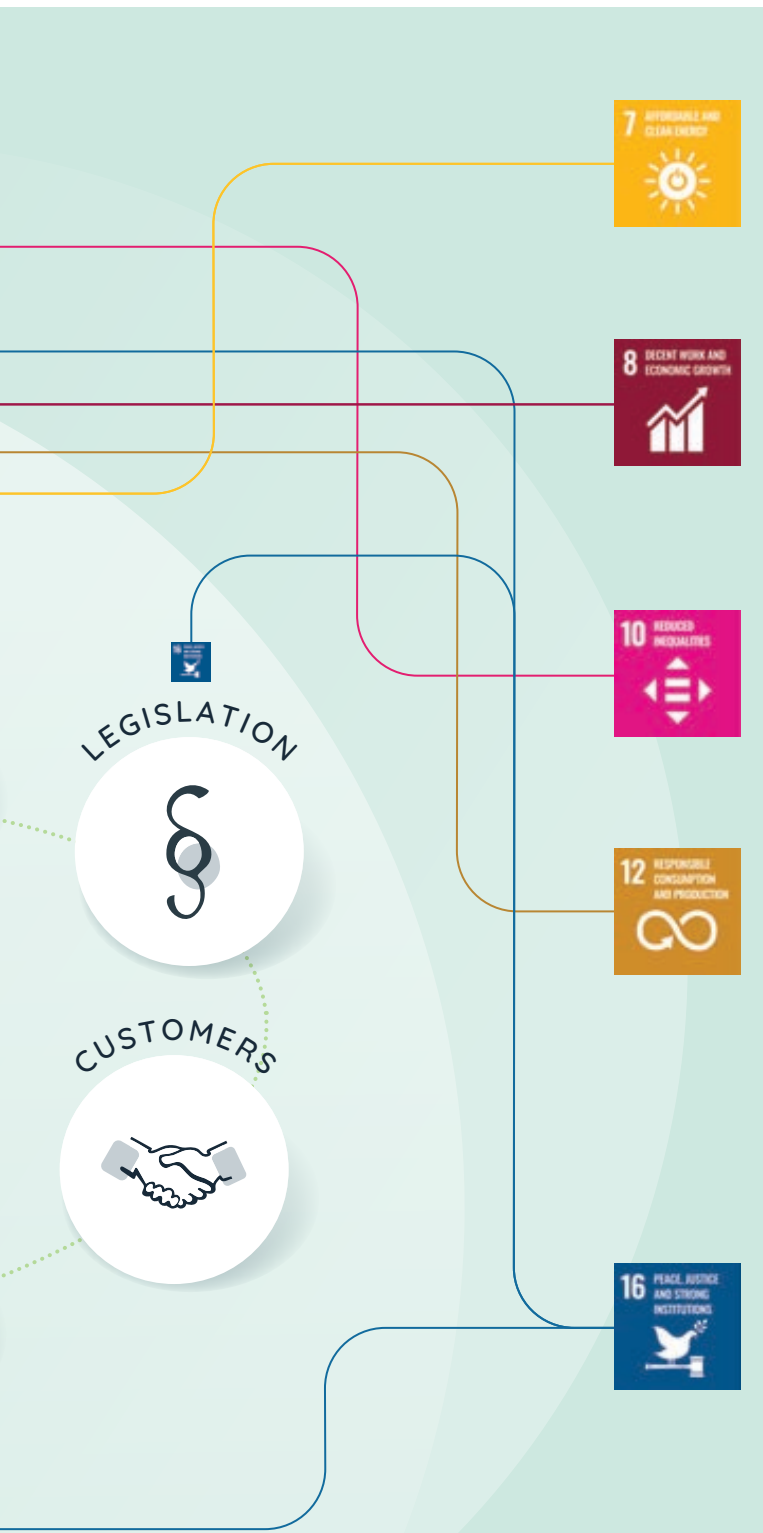 7 AFFORDABLE AND
CLEAN ENERGY
8 DECENT WORK AND
ECONOMIC GROWTH
10 REDUCED
INEQUALITIES
LEGISLATION
§
12 RESPONSIBLE
CONSUMPTION
AND PRODUCTION
CUSTOMERS
16 PEACE, JUSTICE
AND STRONG
INSTITUTIONS